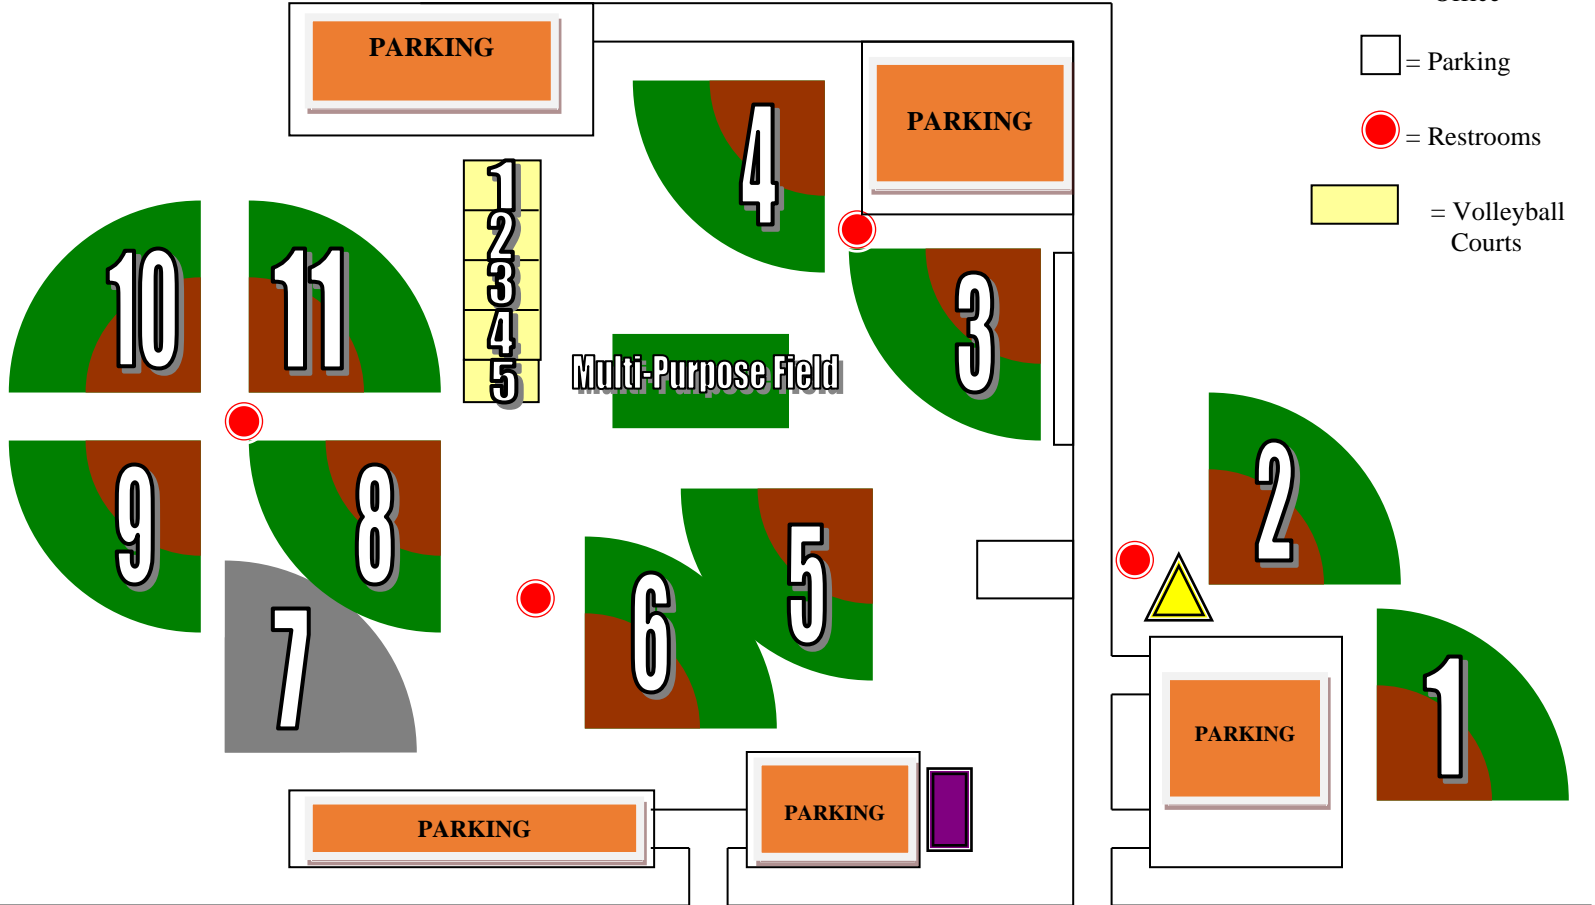 Office
= Parking
= Restrooms
= Volleyball
Courts
PARKING
PARKING
4
1
2
3
4
5
10
11
3
Multi-Purpose Field
2
9
8
5
6
7
1
PARKING
PARKING
PARKING